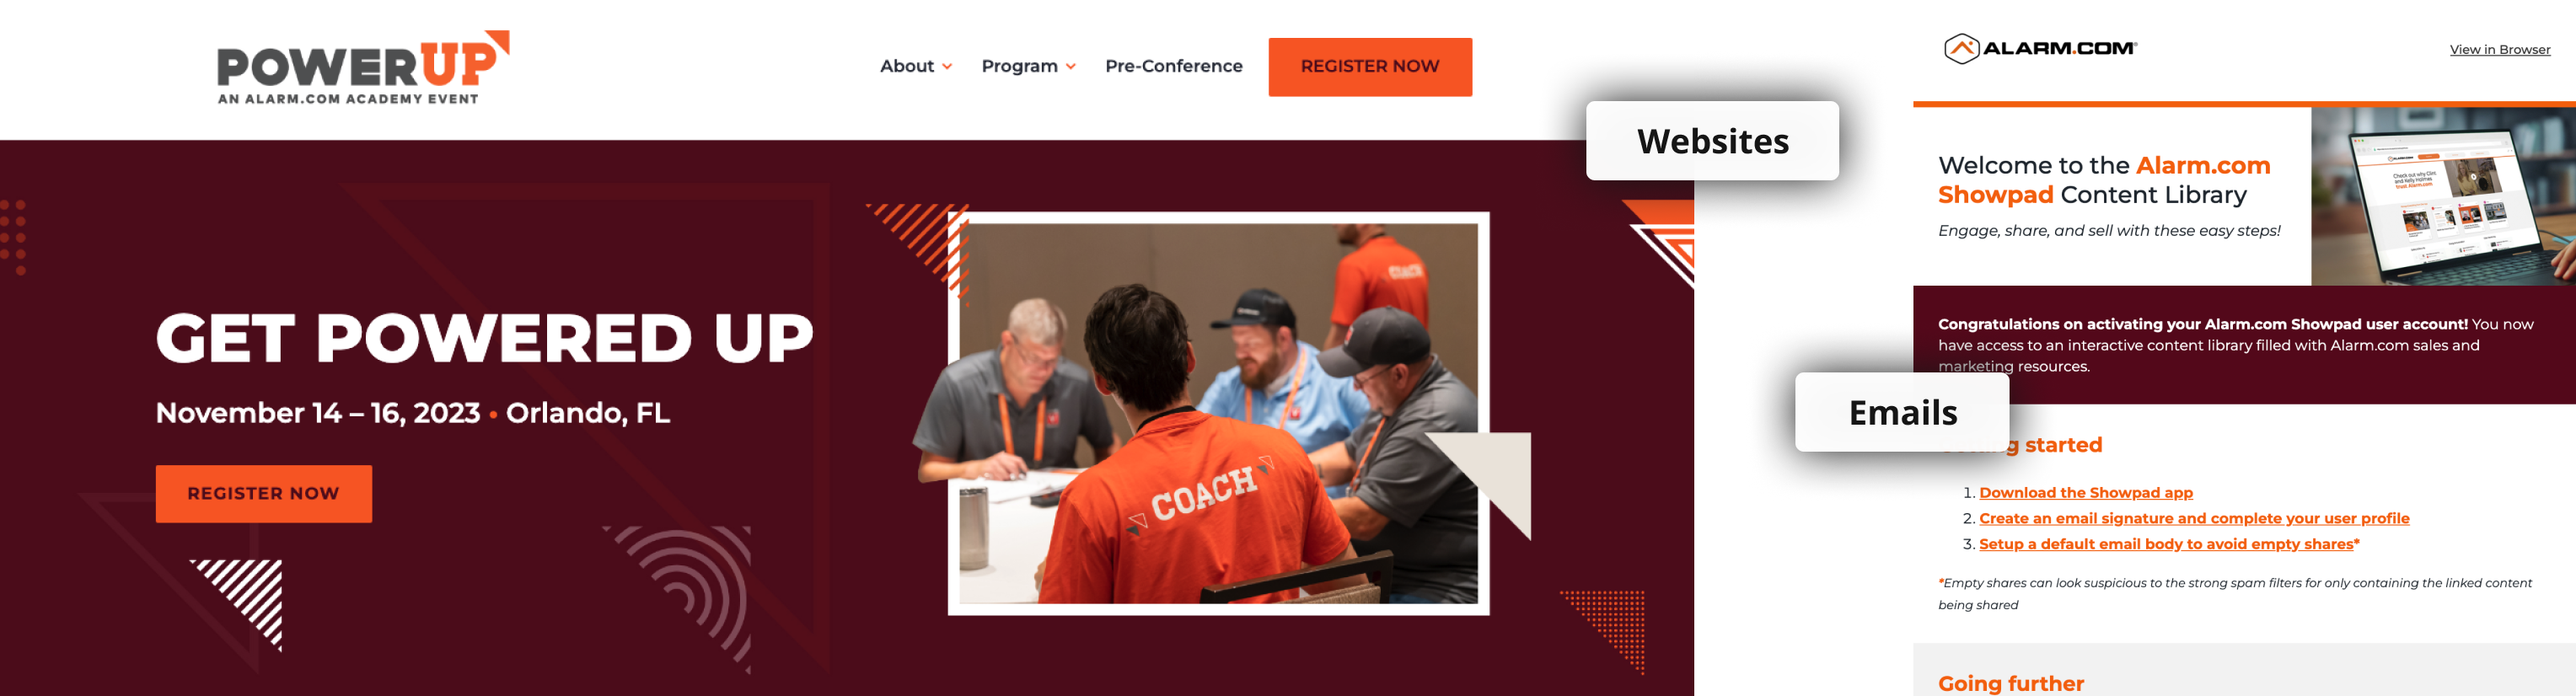 POWERUP
AN ALARM.COM ACADEMY EVENT
About
Program
Pre-Conference
REGISTER NOW
GET POWERED UP
November 14 – 16, 2023 • Orlando, FL
REGISTER NOW
COACH
COACH
Websites
Emails
ALARM.COM
View in Browser
Welcome to the Alarm.com
Showpad Content Library
Engage, share, and sell with these easy steps!
Congratulations on activating your Alarm.com Showpad user account! You now
have access to an interactive content library filled with Alarm.com sales and
marketing resources.
started
1. Download the Showpad app
2. Create an email signature and complete your user profile
3. Setup a default email body to avoid empty shares*
*Empty shares can look suspicious to the strong spam filters for only containing the linked content
being shared
Going further